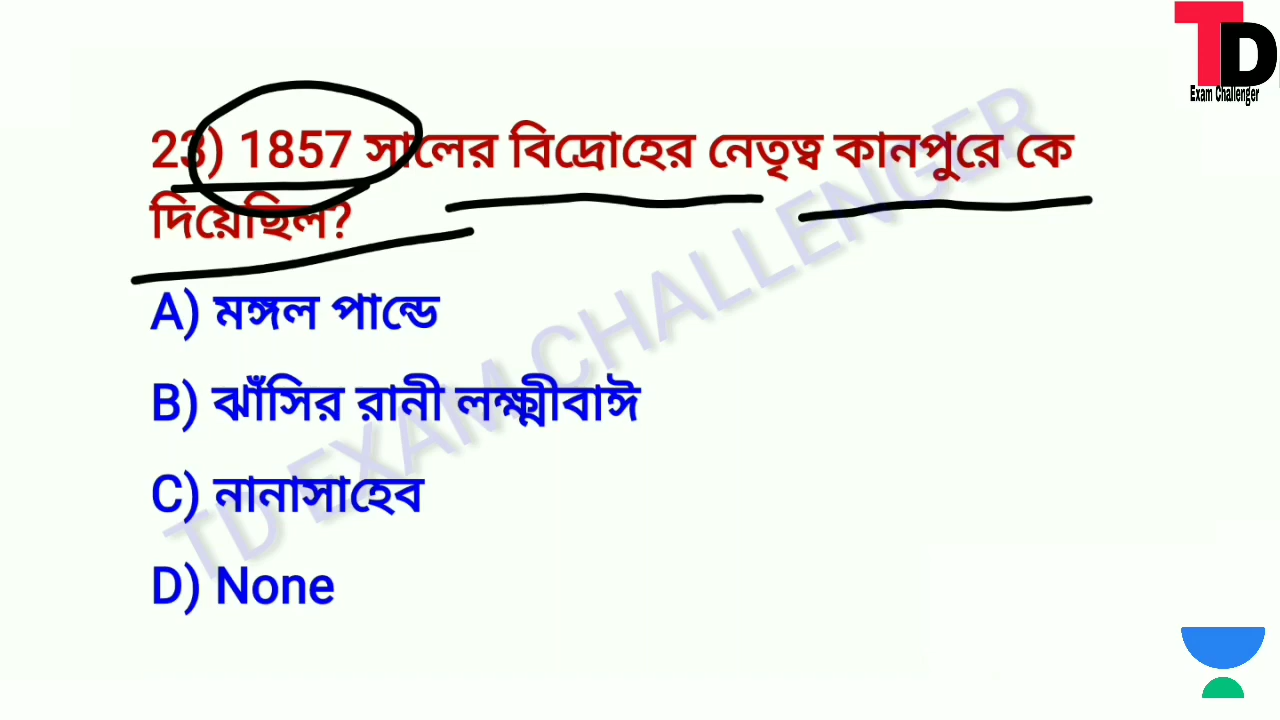 TD
Exam Challenger
23) 1857 সালের বিদ্রোহের নেতৃত্ব কানপুরে কে
দিয়েছিল?
A) মঙ্গল পান্ডে
B) ঝাঁসির রানী লক্ষ্মীবাঈ
C) নানাসাহেব
D) None
TD EXAM CHALLENGER